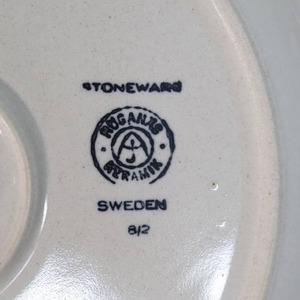 STONEWARE
HÖGANÄS
KERAMIK
SWEDEN
812